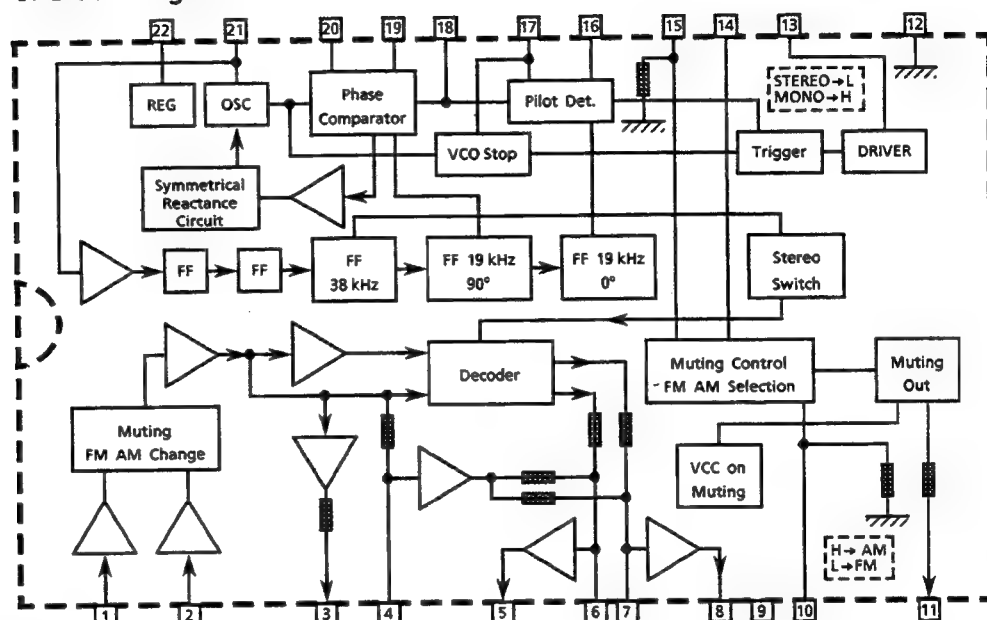 22
21
20
19
18
17
16
15
14
13
12
REG
OSC
Phase
Comparator
Pilot Det.
STEREO→L
MONO→H
VCO Stop
Trigger
DRIVER
Symmetrical
Reactance
Circuit
FF
FF
FF
38 kHz
FF 19 kHz
90°
FF 19 kHz
0°
Stereo
Switch
Decoder
Muting Control
FM AM Selection
Muting
Out
Muting
FM AM Change
VCC on
Muting
H→AM
L→FM
1
2
3
4
5
6
7
8
9
10
11